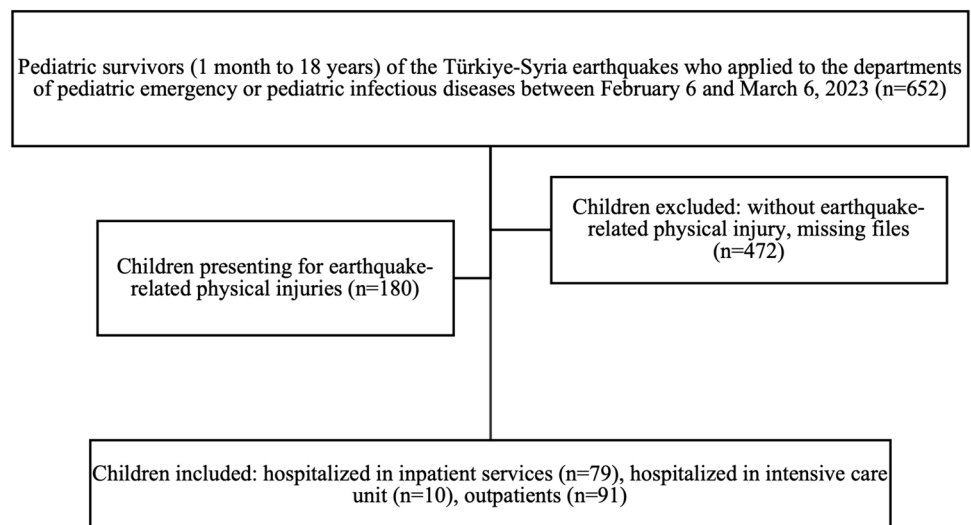 Pediatric survivors (1 month to 18 years) of the Türkiye-Syria earthquakes who applied to the departments
of pediatric emergency or pediatric infectious diseases between February 6 and March 6, 2023 (n=652)
Children excluded: without earthquake-
related physical injury, missing files
(n=472)
Children presenting for earthquake-
related physical injuries (n=180)
Children included: hospitalized in inpatient services (n=79), hospitalized in intensive care
unit (n=10), outpatients (n=91)